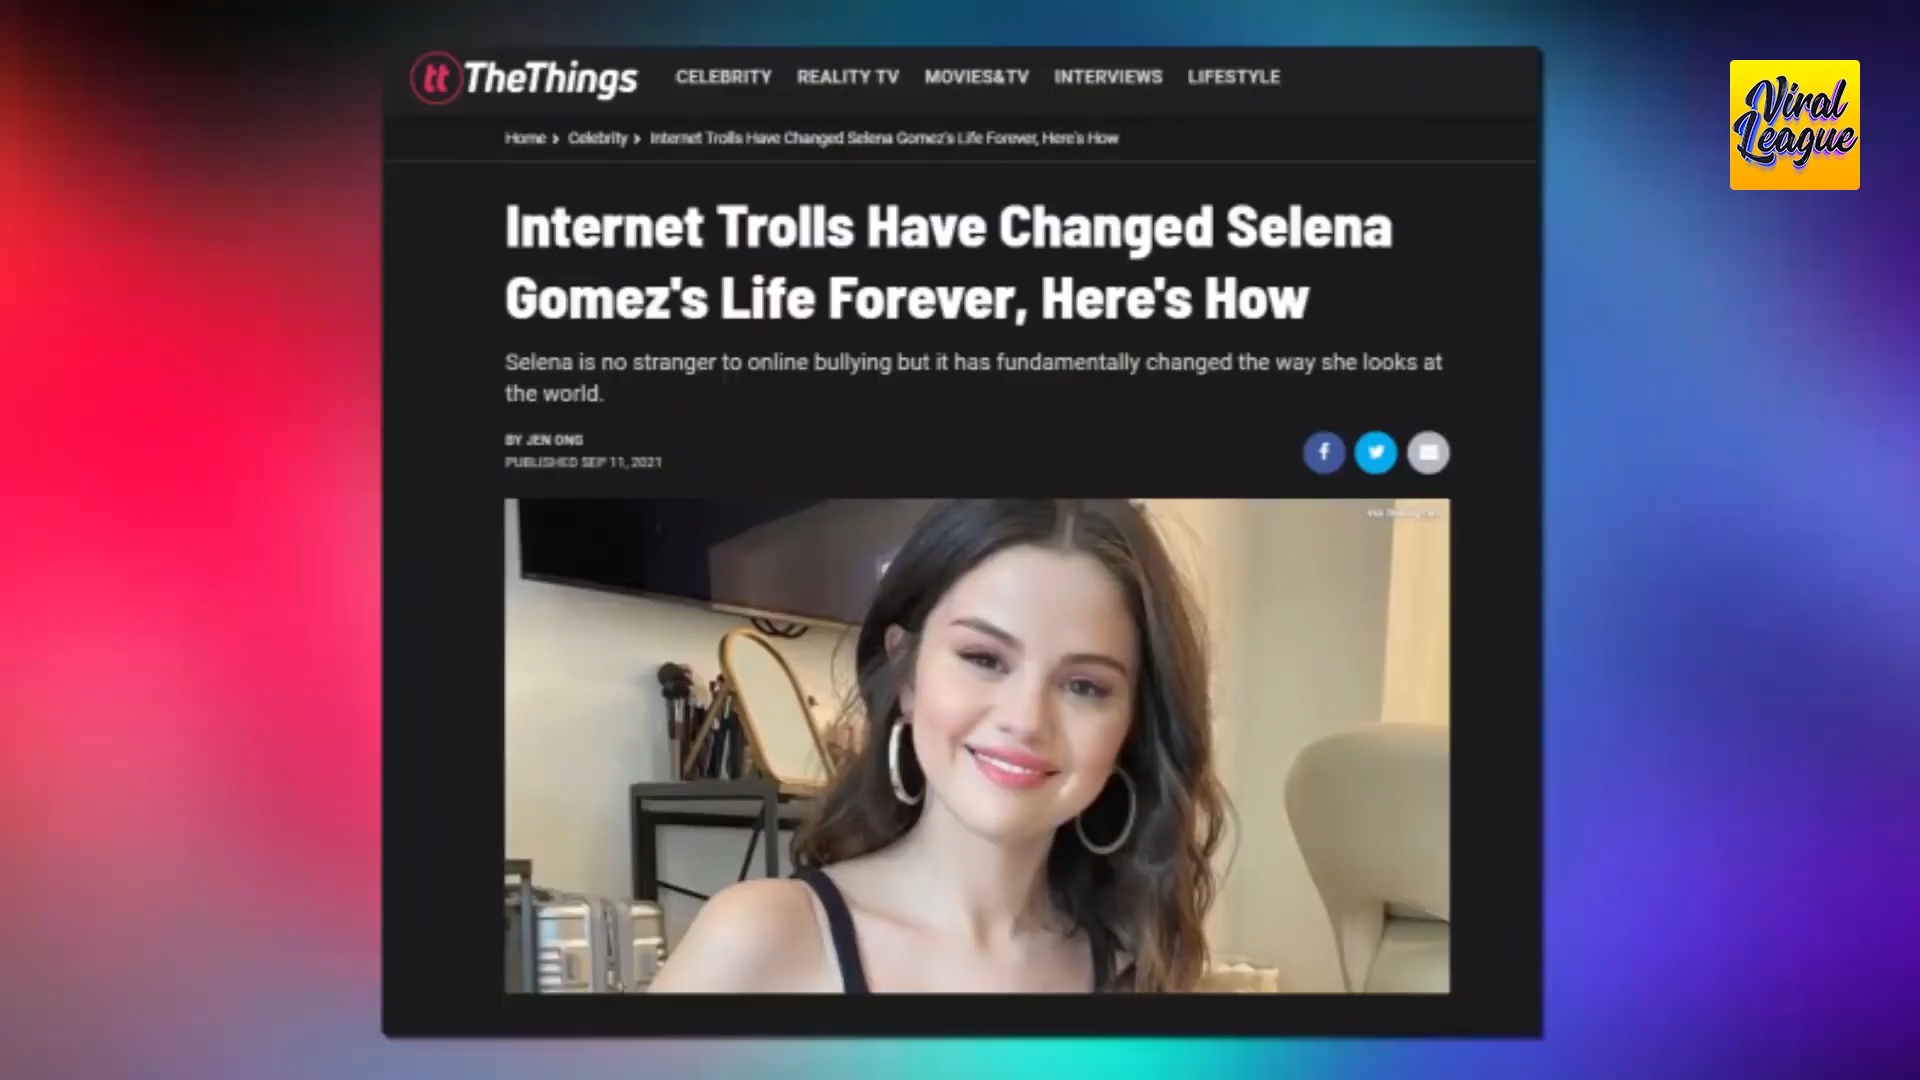 tt TheThings CELEBRITY REALITY TV MOVIES&TV INTERVIEWS LIFESTYLE
Viral
League
Home > Celebrity > Internet Trolls Have Changed Selena Gomez's Life Forever, Here's How
Internet Trolls Have Changed Selena
Gomez's Life Forever, Here's How
Selena is no stranger to online bullying but it has fundamentally changed the way she looks at
the world.
BY JEN ONG
PUBLISHED SEP 11, 2021